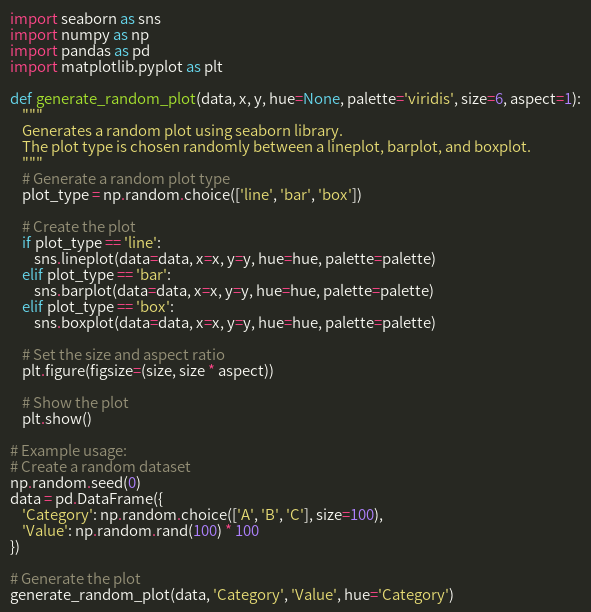 import seaborn as sns
import numpy as np
import pandas as pd
import matplotlib.pyplot as plt

def generate_random_plot(data, x, y, hue=None, palette='viridis', size=6, aspect=1):
    """
    Generates a random plot using seaborn library.
    The plot type is chosen randomly between a lineplot, barplot, and boxplot.
    """
    # Generate a random plot type
    plot_type = np.random.choice(['line', 'bar', 'box'])

    # Create the plot
    if plot_type == 'line':
        sns.lineplot(data=data, x=x, y=y, hue=hue, palette=palette)
    elif plot_type == 'bar':
        sns.barplot(data=data, x=x, y=y, hue=hue, palette=palette)
    elif plot_type == 'box':
        sns.boxplot(data=data, x=x, y=y, hue=hue, palette=palette)

    # Set the size and aspect ratio
    plt.figure(figsize=(size, size * aspect))

    # Show the plot
    plt.show()

# Example usage:
# Create a random dataset
np.random.seed(0)
data = pd.DataFrame({
    'Category': np.random.choice(['A', 'B', 'C'], size=100),
    'Value': np.random.rand(100) * 100
})

# Generate the plot
generate_random_plot(data, 'Category', 'Value', hue='Category')